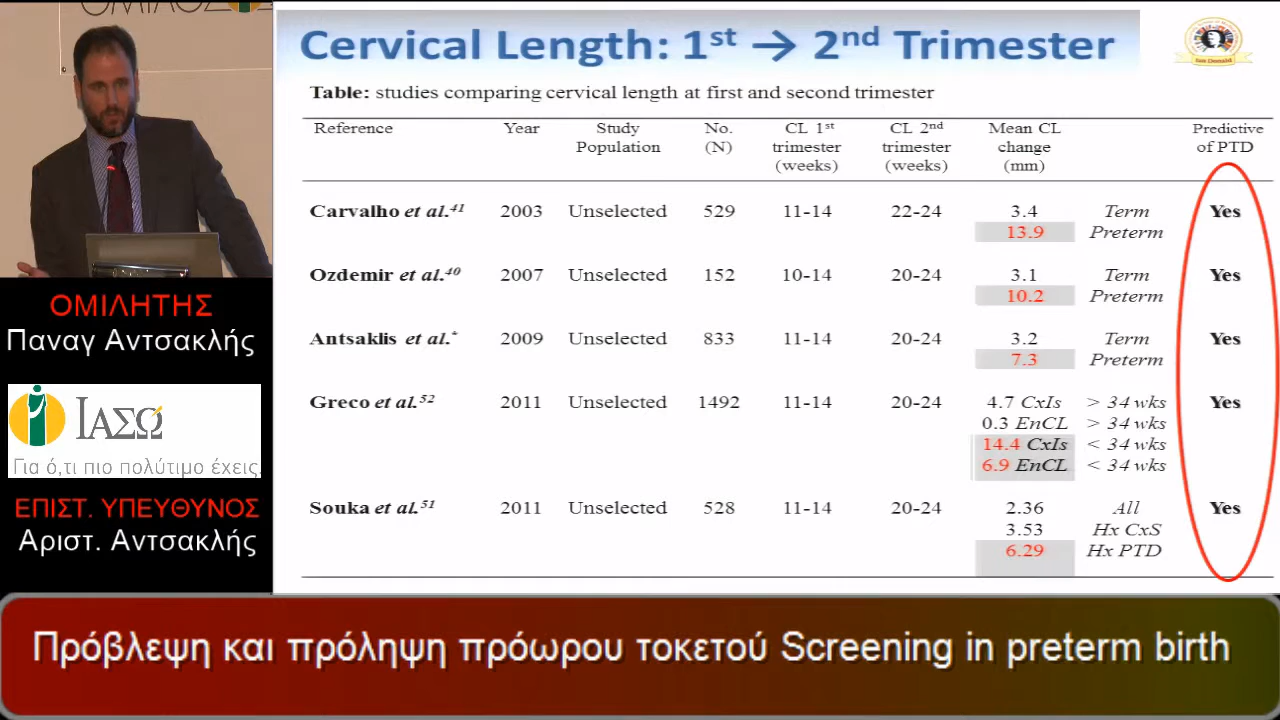 ΟΜΙΛΟΣ
Cervical Length: 1st → 2nd Trimester
Table: studies comparing cervical length at first and second trimester
Reference Year Study Population No. (N) CL 1st trimester (weeks) CL 2nd trimester (weeks) Mean CL change (mm) Predictive of PTD
Carvalho et al.41 2003 Unselected 529 11-14 22-24 3.4 Term Yes
13.9 Preterm
Ozdemir et al.40 2007 Unselected 152 10-14 20-24 3.1 Term Yes
10.2 Preterm
Antsaklis et al.* 2009 Unselected 833 11-14 20-24 3.2 Term Yes
7.3 Preterm
Greco et al.52 2011 Unselected 1492 11-14 20-24 4.7 CxIs > 34 wks Yes
0.3 EnCL > 34 wks
14.4 CxIs < 34 wks
6.9 EnCL < 34 wks
Souka et al.51 2011 Unselected 528 11-14 20-24 2.36 All Yes
3.53 Hx CxS
6.29 Hx PTD
ΟΜΙΛΗΤΗΣ
Παναγ Αντσακλής
ΙΑΣΩ
Για ό,τι πιο πολύτιμο έχεις.
ΕΠΙΣΤ. ΥΠΕΥΘΥΝΟΣ
Αριστ. Αντσακλής
Πρόβλεψη και πρόληψη πρόωρου τοκετού Screening in preterm birth